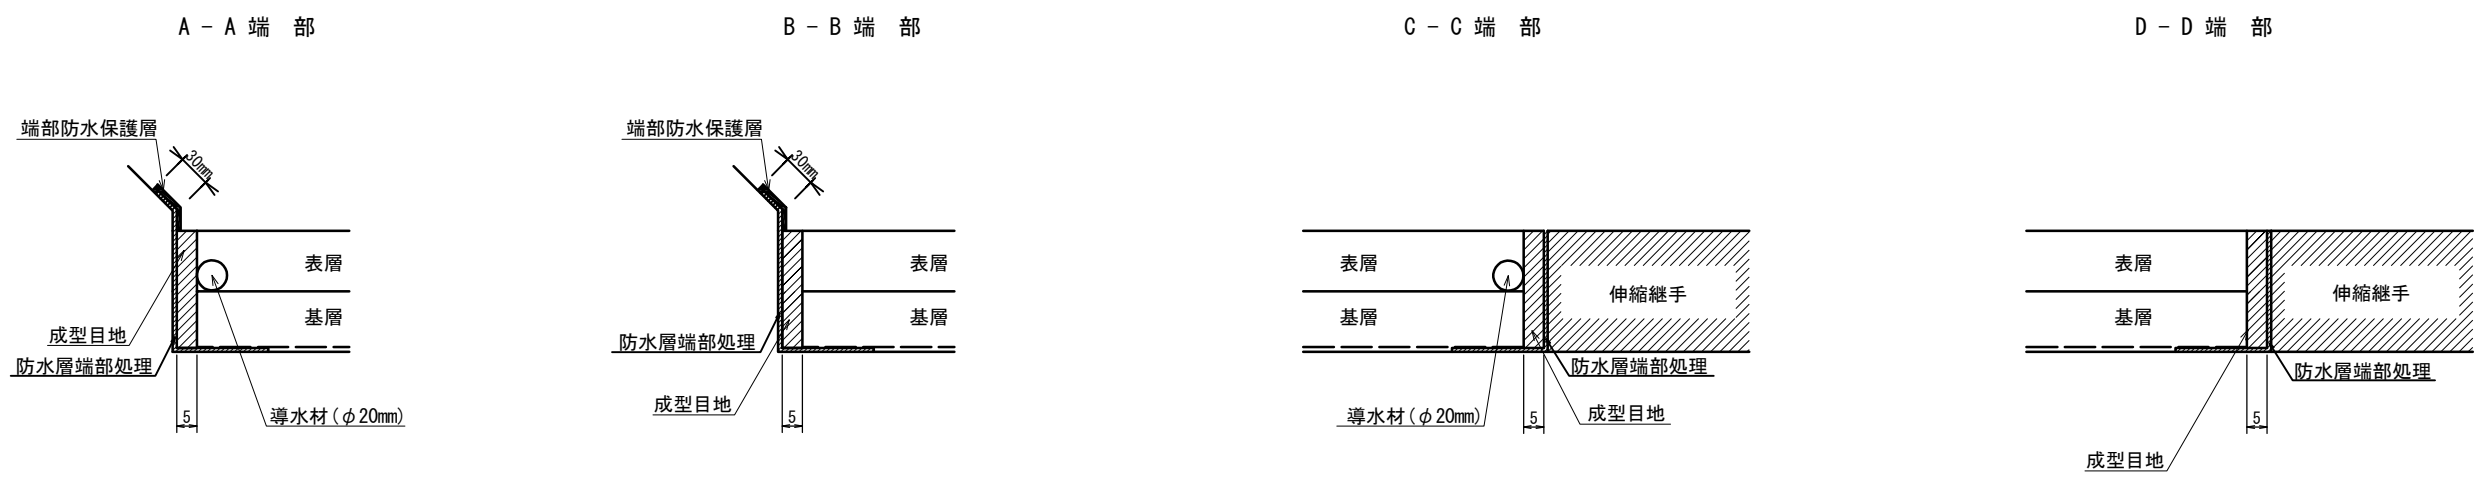 A-A端 部
端部防水保護層
30mm
表層
基層
成型目地
防水層端部処理
5
導水材(φ20mm)
B-B端 部
端部防水保護層
30mm
表層
基層
防水層端部処理
成型目地
5
C-C端 部
表層
基層
伸縮継手
防水層端部処理
導水材(φ20mm)
5
成型目地
D-D端 部
表層
基層
伸縮継手
防水層端部処理
5
成型目地